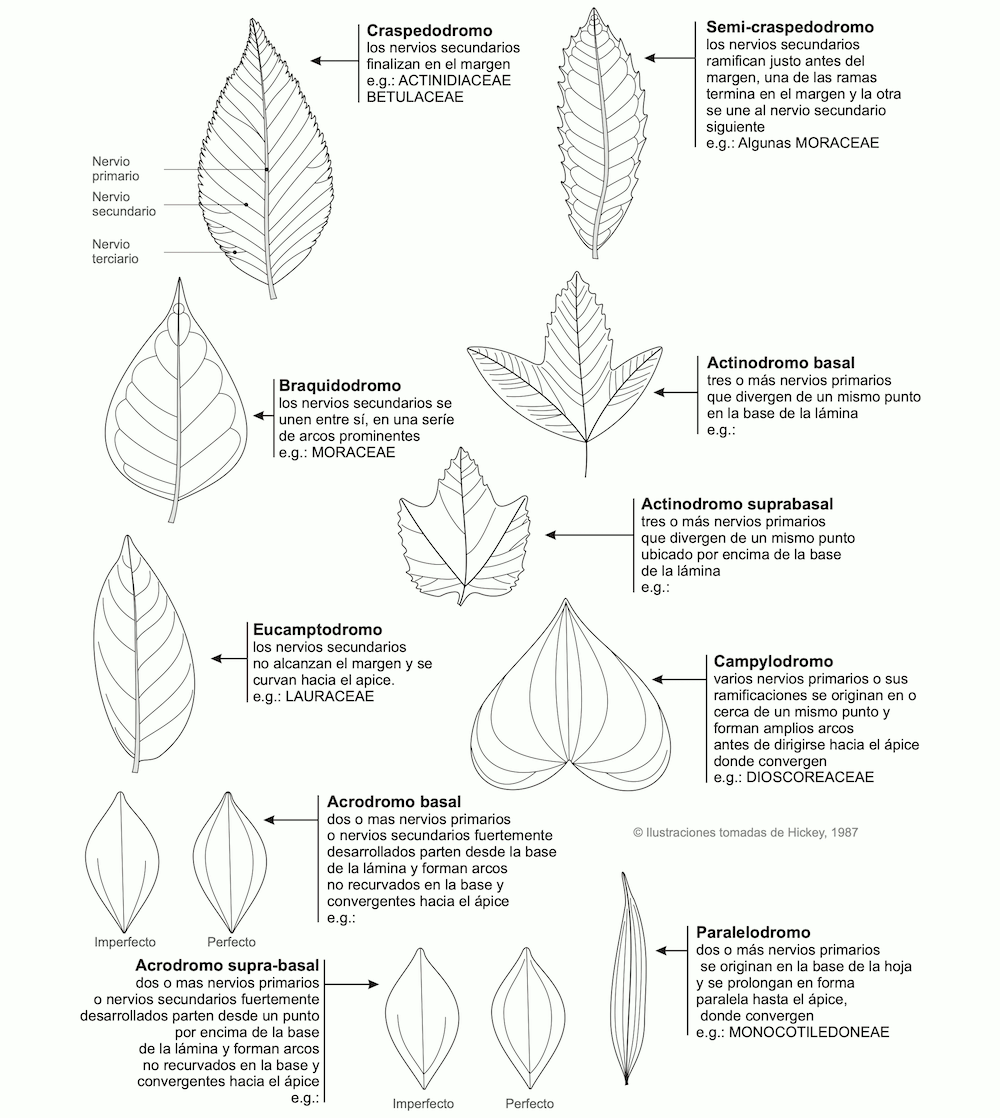 Craspedodromo
los nervios secundarios
finalizan en el margen
e.g.: ACTINIDIACEAE
BETULACEAE
Semi-craspedodromo
los nervios secundarios
ramifican justo antes del
margen, una de las ramas
termina en el margen y la otra
se une al nervio secundario
siguiente
e.g.: Algunas MORACEAE
Nervio
primario
Nervio
secundario
Nervio
terciario
Braquidodromo
los nervios secundarios se
unen entre sí, en una seríe
de arcos prominentes
e.g.: MORACEAE
Actinodromo basal
tres o más nervios primarios
que divergen de un mismo punto
en la base de la lámina
e.g.:
Actinodromo suprabasal
tres o más nervios primarios
que divergen de un mismo punto
ubicado por encima de la base
de la lámina
e.g.:
Eucamptodromo
los nervios secundarios
no alcanzan el margen y se
curvan hacia el apice.
e.g.: LAURACEAE
Campylodromo
varios nervios primarios o sus
ramificaciones se originan en o
cerca de un mismo punto y
forman amplios arcos
antes de dirigirse hacia el ápice
donde convergen
e.g.: DIOSCOREACEAE
Acrodromo basal
dos o mas nervios primarios
o nervios secundarios fuertemente
desarrollados parten desde la base
de la lámina y forman arcos
no recurvados en la base y
convergentes hacia el ápice
e.g.:
Imperfecto
Perfecto
© Ilustraciones tomadas de Hickey, 1987
Acrodromo supra-basal
dos o mas nervios primarios
o nervios secundarios fuertemente
desarrollados parten desde un punto
por encima de la base
de la lámina y forman arcos
no recurvados en la base y
convergentes hacia el ápice
e.g.:
Imperfecto
Perfecto
Paralelodromo
dos o más nervios primarios
se originan en la base de la hoja
y se prolongan en forma
paralela hasta el ápice,
donde convergen
e.g.: MONOCOTILEDONEAE